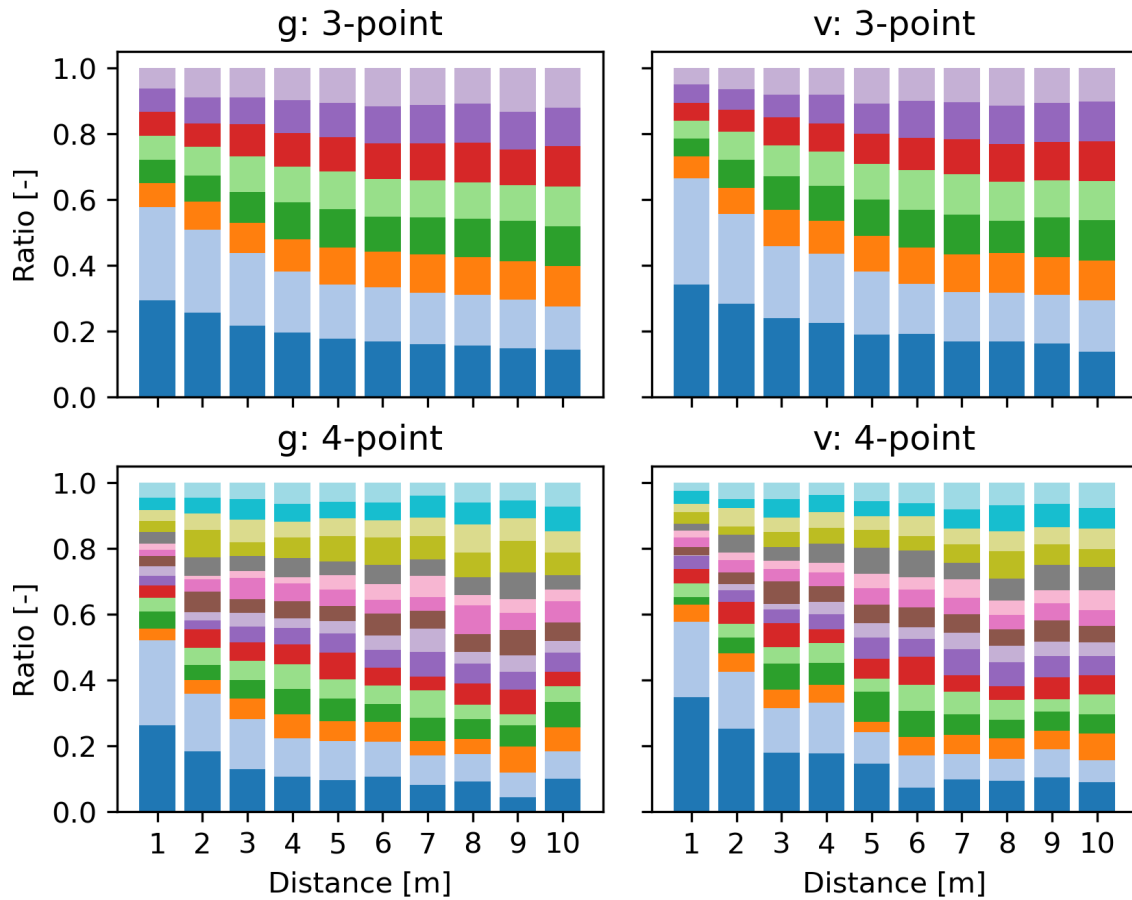 g: 3-point
v: 3-point
1.0
0.8
0.6
0.4
0.2
0.0
Ratio [-]
g: 4-point
v: 4-point
1.0
0.8
0.6
0.4
0.2
0.0
Ratio [-]
1 2 3 4 5 6 7 8 9 10
1 2 3 4 5 6 7 8 9 10
Distance [m]
Distance [m]